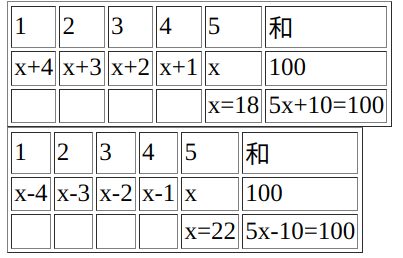 1 2 3 4 5 和
x+4 x+3 x+2 x+1 x 100
x=18 5x+10=100
1 2 3 4 5 和
x-4 x-3 x-2 x-1 x 100
x=22 5x-10=100